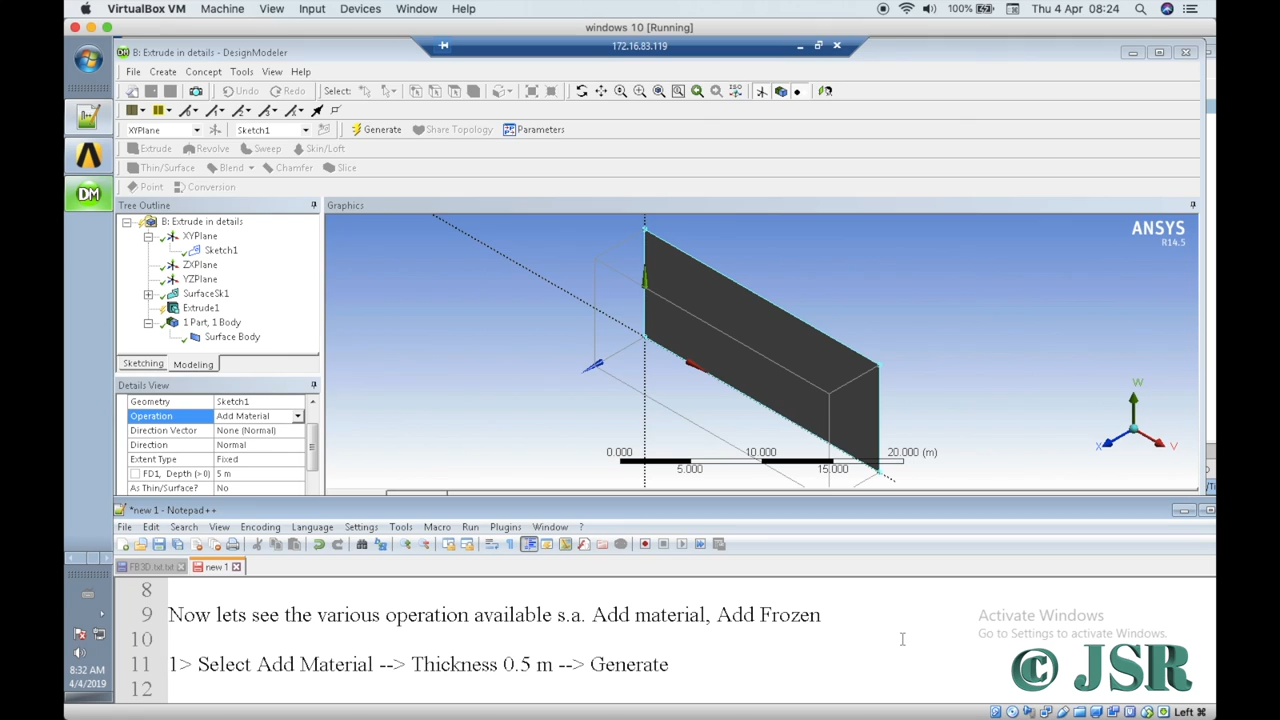 VirtualBox VM Machine View Input Devices Window Help 100% Thu 4 Apr 08:24
windows 10 [Running]
B: Extrude in details - DesignModeler
172.16.83.119
File Create Concept Tools View Help
Undo Redo Select:
XYPlane Sketch1 Generate Share Topology Parameters
Extrude Revolve Sweep Skin/Loft
Thin/Surface Blend Chamfer Slice
Point Conversion
Tree Outline
B: Extrude in details
XYPlane
Sketch1
ZXPlane
YZPlane
SurfaceSk1
Extrude1
1 Part, 1 Body
Surface Body
Sketching Modeling
Details View
Geometry Sketch1
Operation Add Material
Direction Vector None (Normal)
Direction Normal
Extent Type Fixed
FD1, Depth (>0) 5 m
As Thin/Surface? No
Graphics
ANSYS
R14.5
0.000 10.000 20.000 (m)
5.000 15.000
W
X
V
DM
*new 1 - Notepad++
File Edit Search View Encoding Language Settings Tools Macro Run Plugins Window ?
FB3D.txt.txt new 1
8
9 Now lets see the various operation available s.a. Add material, Add Frozen
10
11 1> Select Add Material --> Thickness 0.5 m --> Generate
12
Activate Windows
Go to Settings to activate Windows.
© JSR
8:32 AM
4/4/2019
Left ⌘